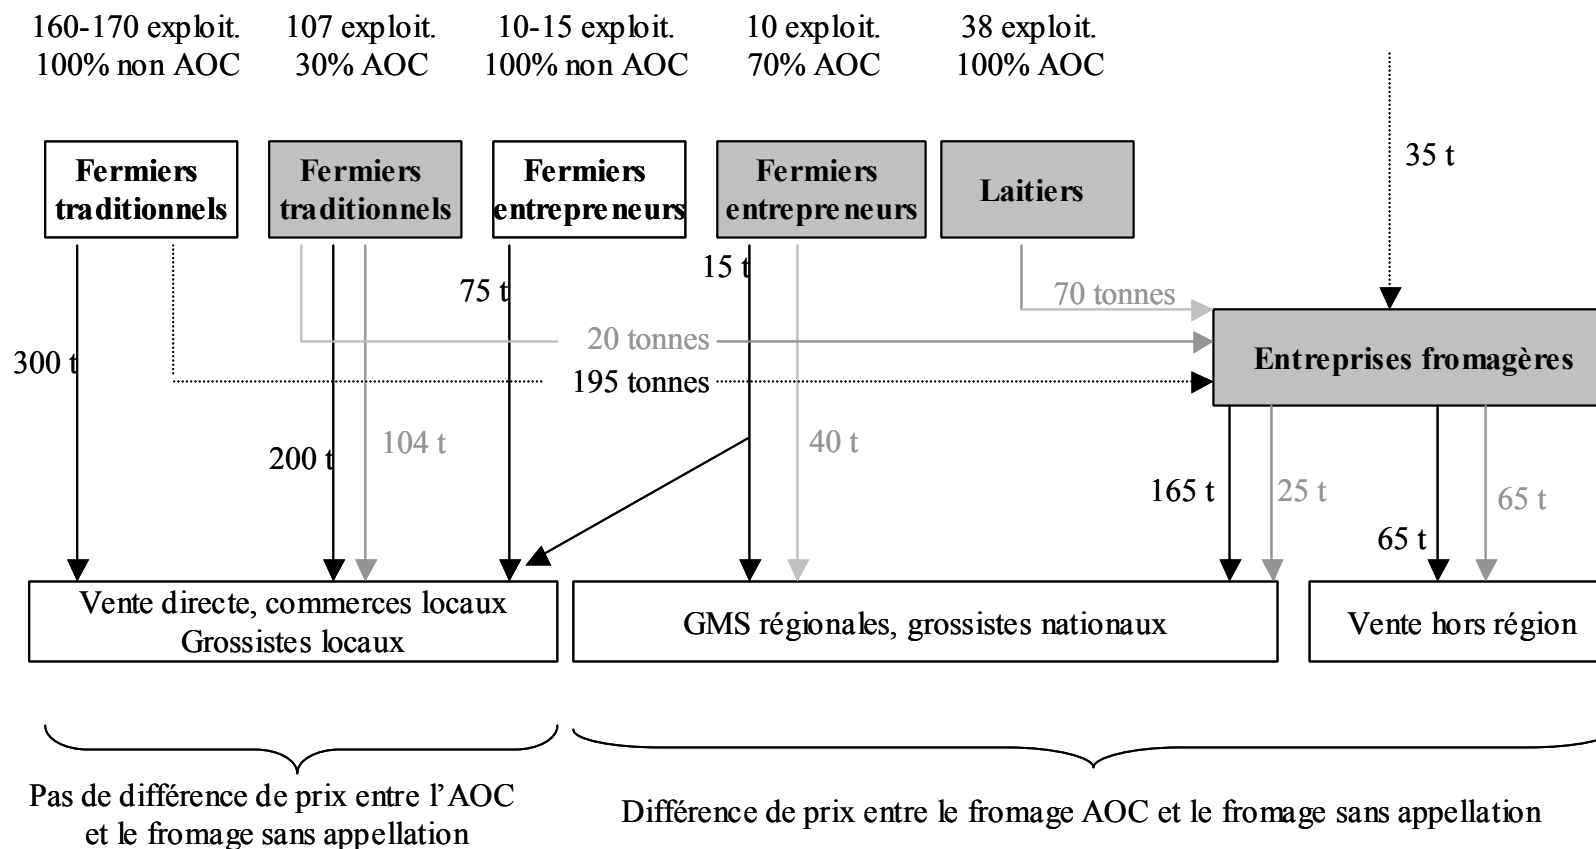 160-170 exploit.
100% non AOC
107 exploit.
30% AOC
10-15 exploit.
100% non AOC
10 exploit.
70% AOC
38 exploit.
100% AOC
35 t
Fermiers
traditionnels
Fermiers
traditionnels
Fermiers
entrepreneurs
Fermiers
entrepreneurs
Laitiers
15 t
75 t
70 tonnes
20 tonnes
300 t
195 tonnes
Entreprises fromagères
200 t
104 t
40 t
165 t
25 t
65 t
65 t
Vente directe, commerces locaux
Grossistes locaux
GMS régionales, grossistes nationaux
Vente hors région
Pas de différence de prix entre l’AOC
et le fromage sans appellation
Différence de prix entre le fromage AOC et le fromage sans appellation